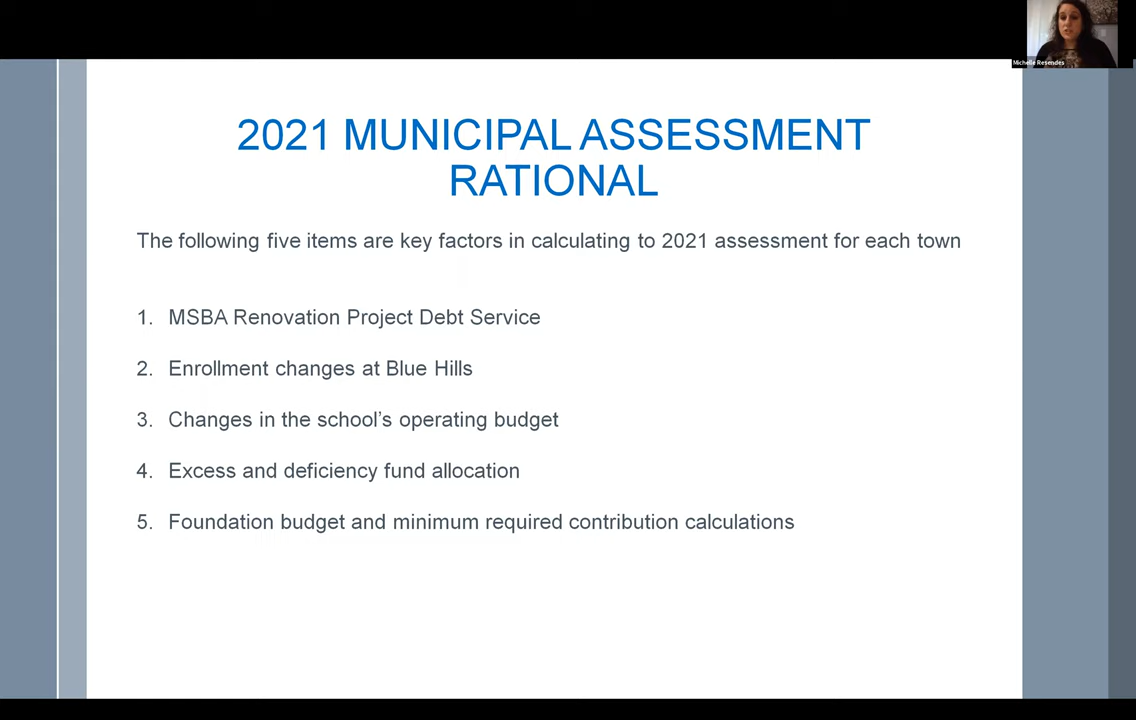 Michelle Resendes
2021 MUNICIPAL ASSESSMENT
RATIONAL
The following five items are key factors in calculating to 2021 assessment for each town
1. MSBA Renovation Project Debt Service
2. Enrollment changes at Blue Hills
3. Changes in the school’s operating budget
4. Excess and deficiency fund allocation
5. Foundation budget and minimum required contribution calculations